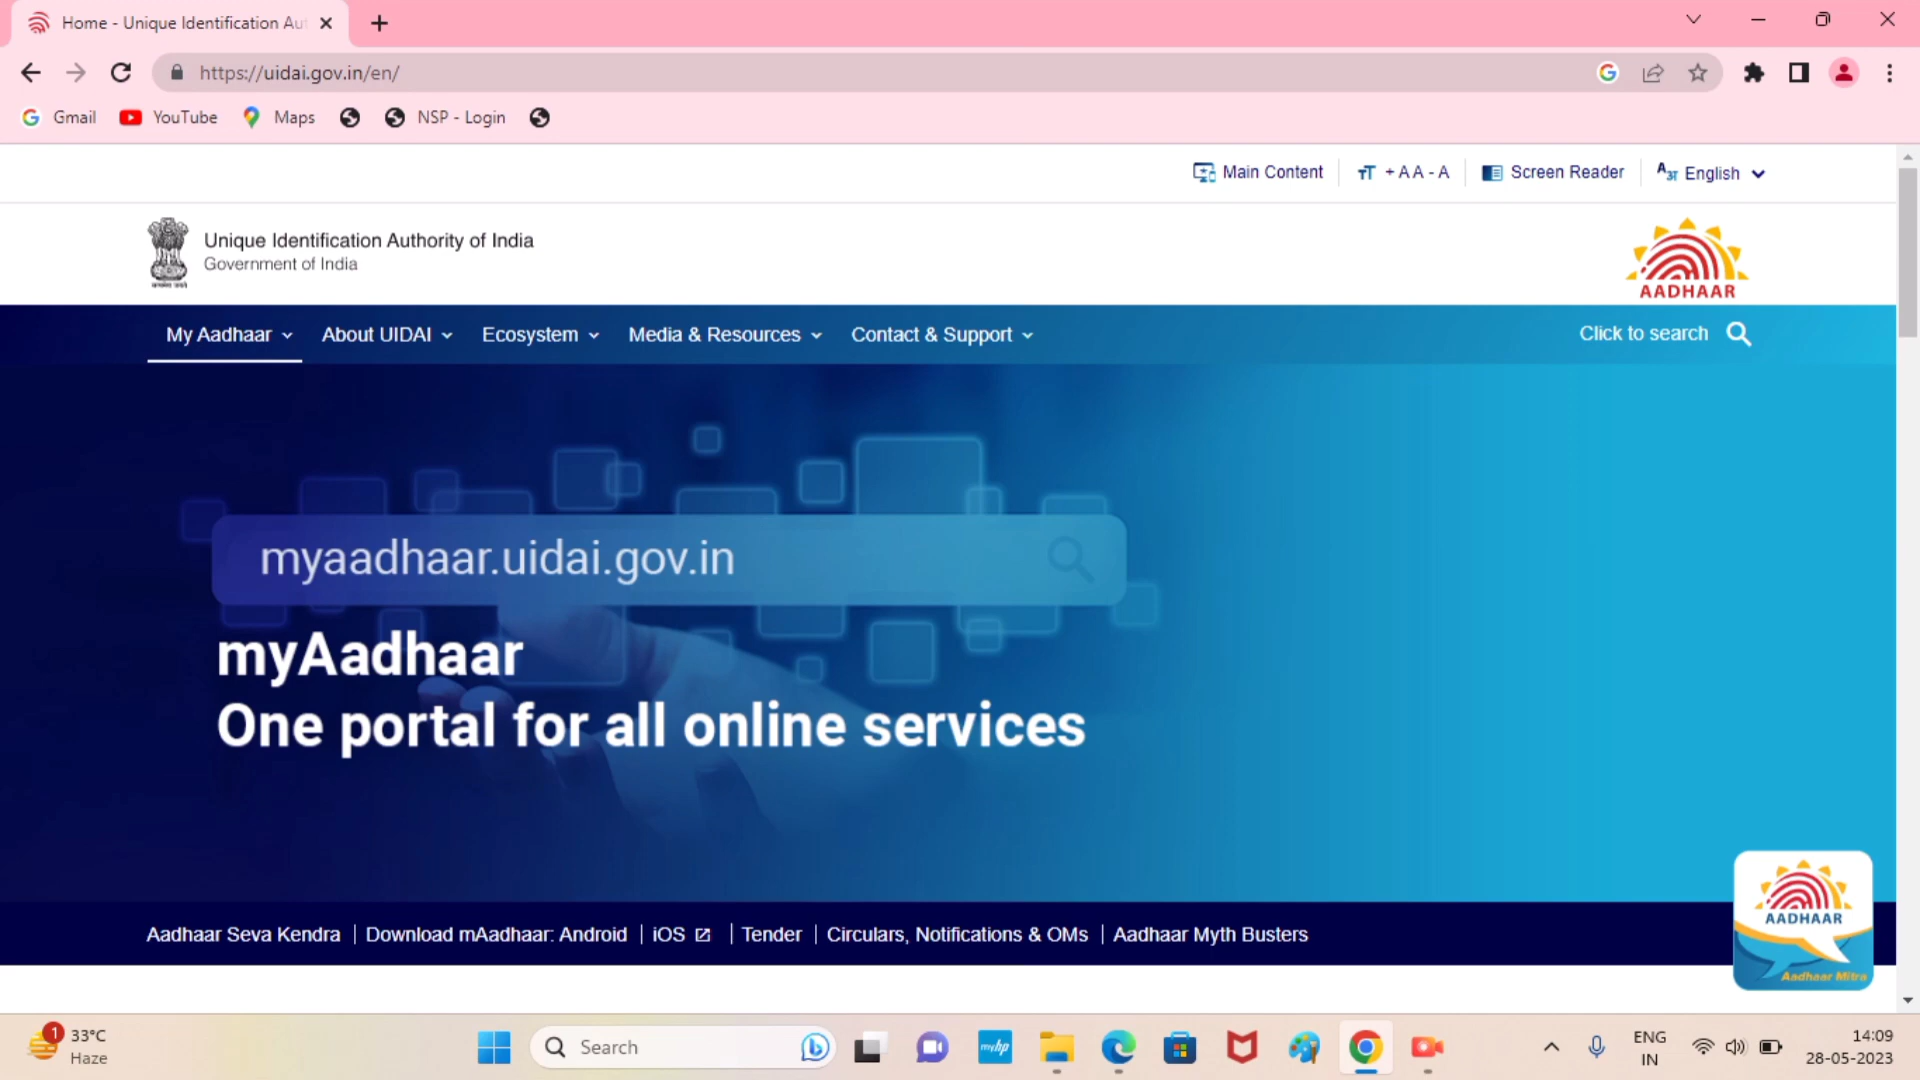 Home - Unique Identification Aut
https://uidai.gov.in/en/
Gmail
YouTube
Maps
NSP - Login
Main Content
TT + A A - A
Screen Reader
English
Unique Identification Authority of India
Government of India
AADHAAR
My Aadhaar
About UIDAI
Ecosystem
Media & Resources
Contact & Support
Click to search
myaadhaar.uidai.gov.in
myAadhaar
One portal for all online services
AADHAAR
Aadhaar Mitra
Aadhaar Seva Kendra
Download mAadhaar: Android
iOS
Tender
Circulars, Notifications & OMs
Aadhaar Myth Busters
1
33°C
Haze
Search
myhp
ENG
IN
14:09
28-05-2023